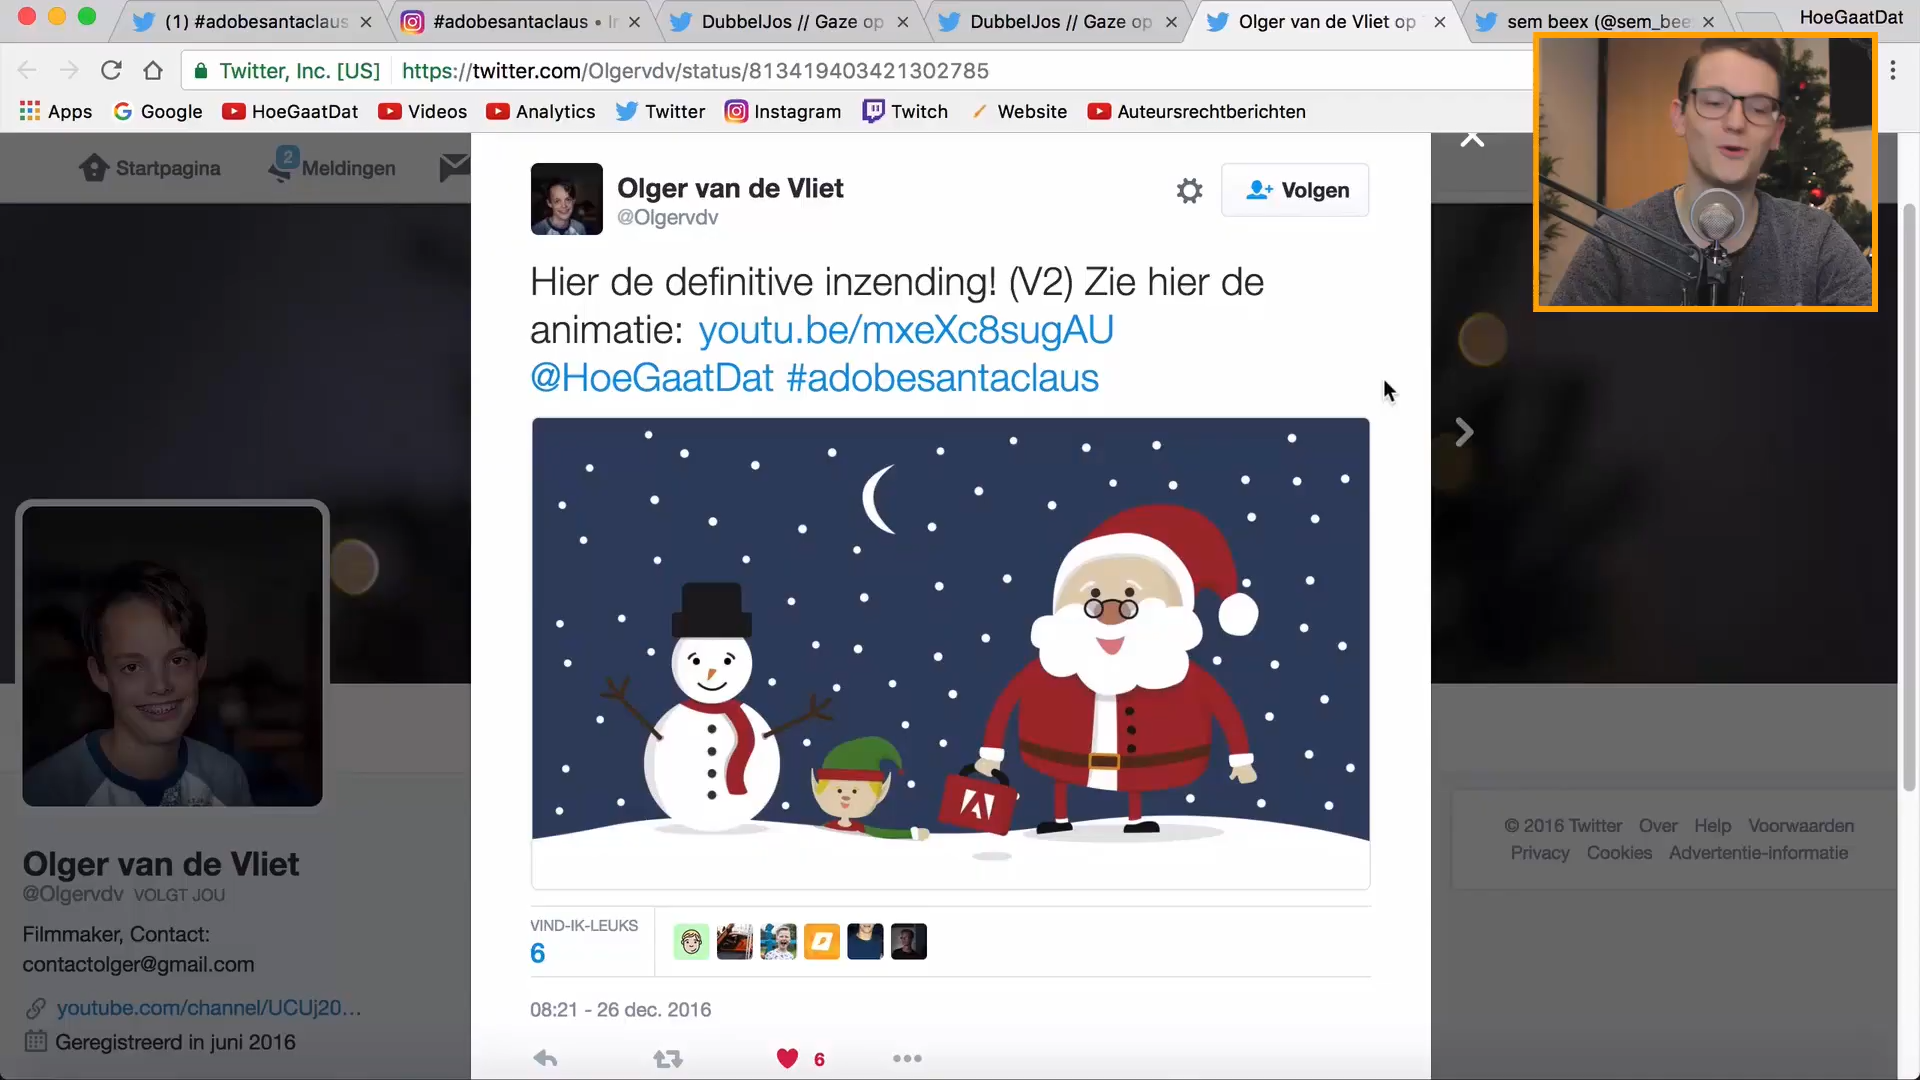 (1) #adobesantaclaus
#adobesantaclaus •
DubbelJos // Gaze op
DubbelJos // Gaze op
Olger van de Vliet op
sem beex (@sem_bee
HoeGaatDat
Twitter, Inc. [US]
https://twitter.com/Olgervdv/status/813419403421302785
Apps
Google
HoeGaatDat
Videos
Analytics
Twitter
Instagram
Twitch
Website
Auteursrechtberichten
Startpagina
2
Meldingen
Olger van de Vliet
@Olgervdv
Volgen
Hier de definitive inzending! (V2) Zie hier de
animatie: youtu.be/mxeXc8sugAU
@HoeGaatDat #adobesantaclaus
VIND-IK-LEUKS
6
08:21 - 26 dec. 2016
6
Olger van de Vliet
@Olgervdv VOLGT JOU
Filmmaker, Contact:
contactolger@gmail.com
youtube.com/channel/UCUj20…
Geregistreerd in juni 2016
© 2016 Twitter Over Help Voorwaarden
Privacy Cookies Advertentie-informatie